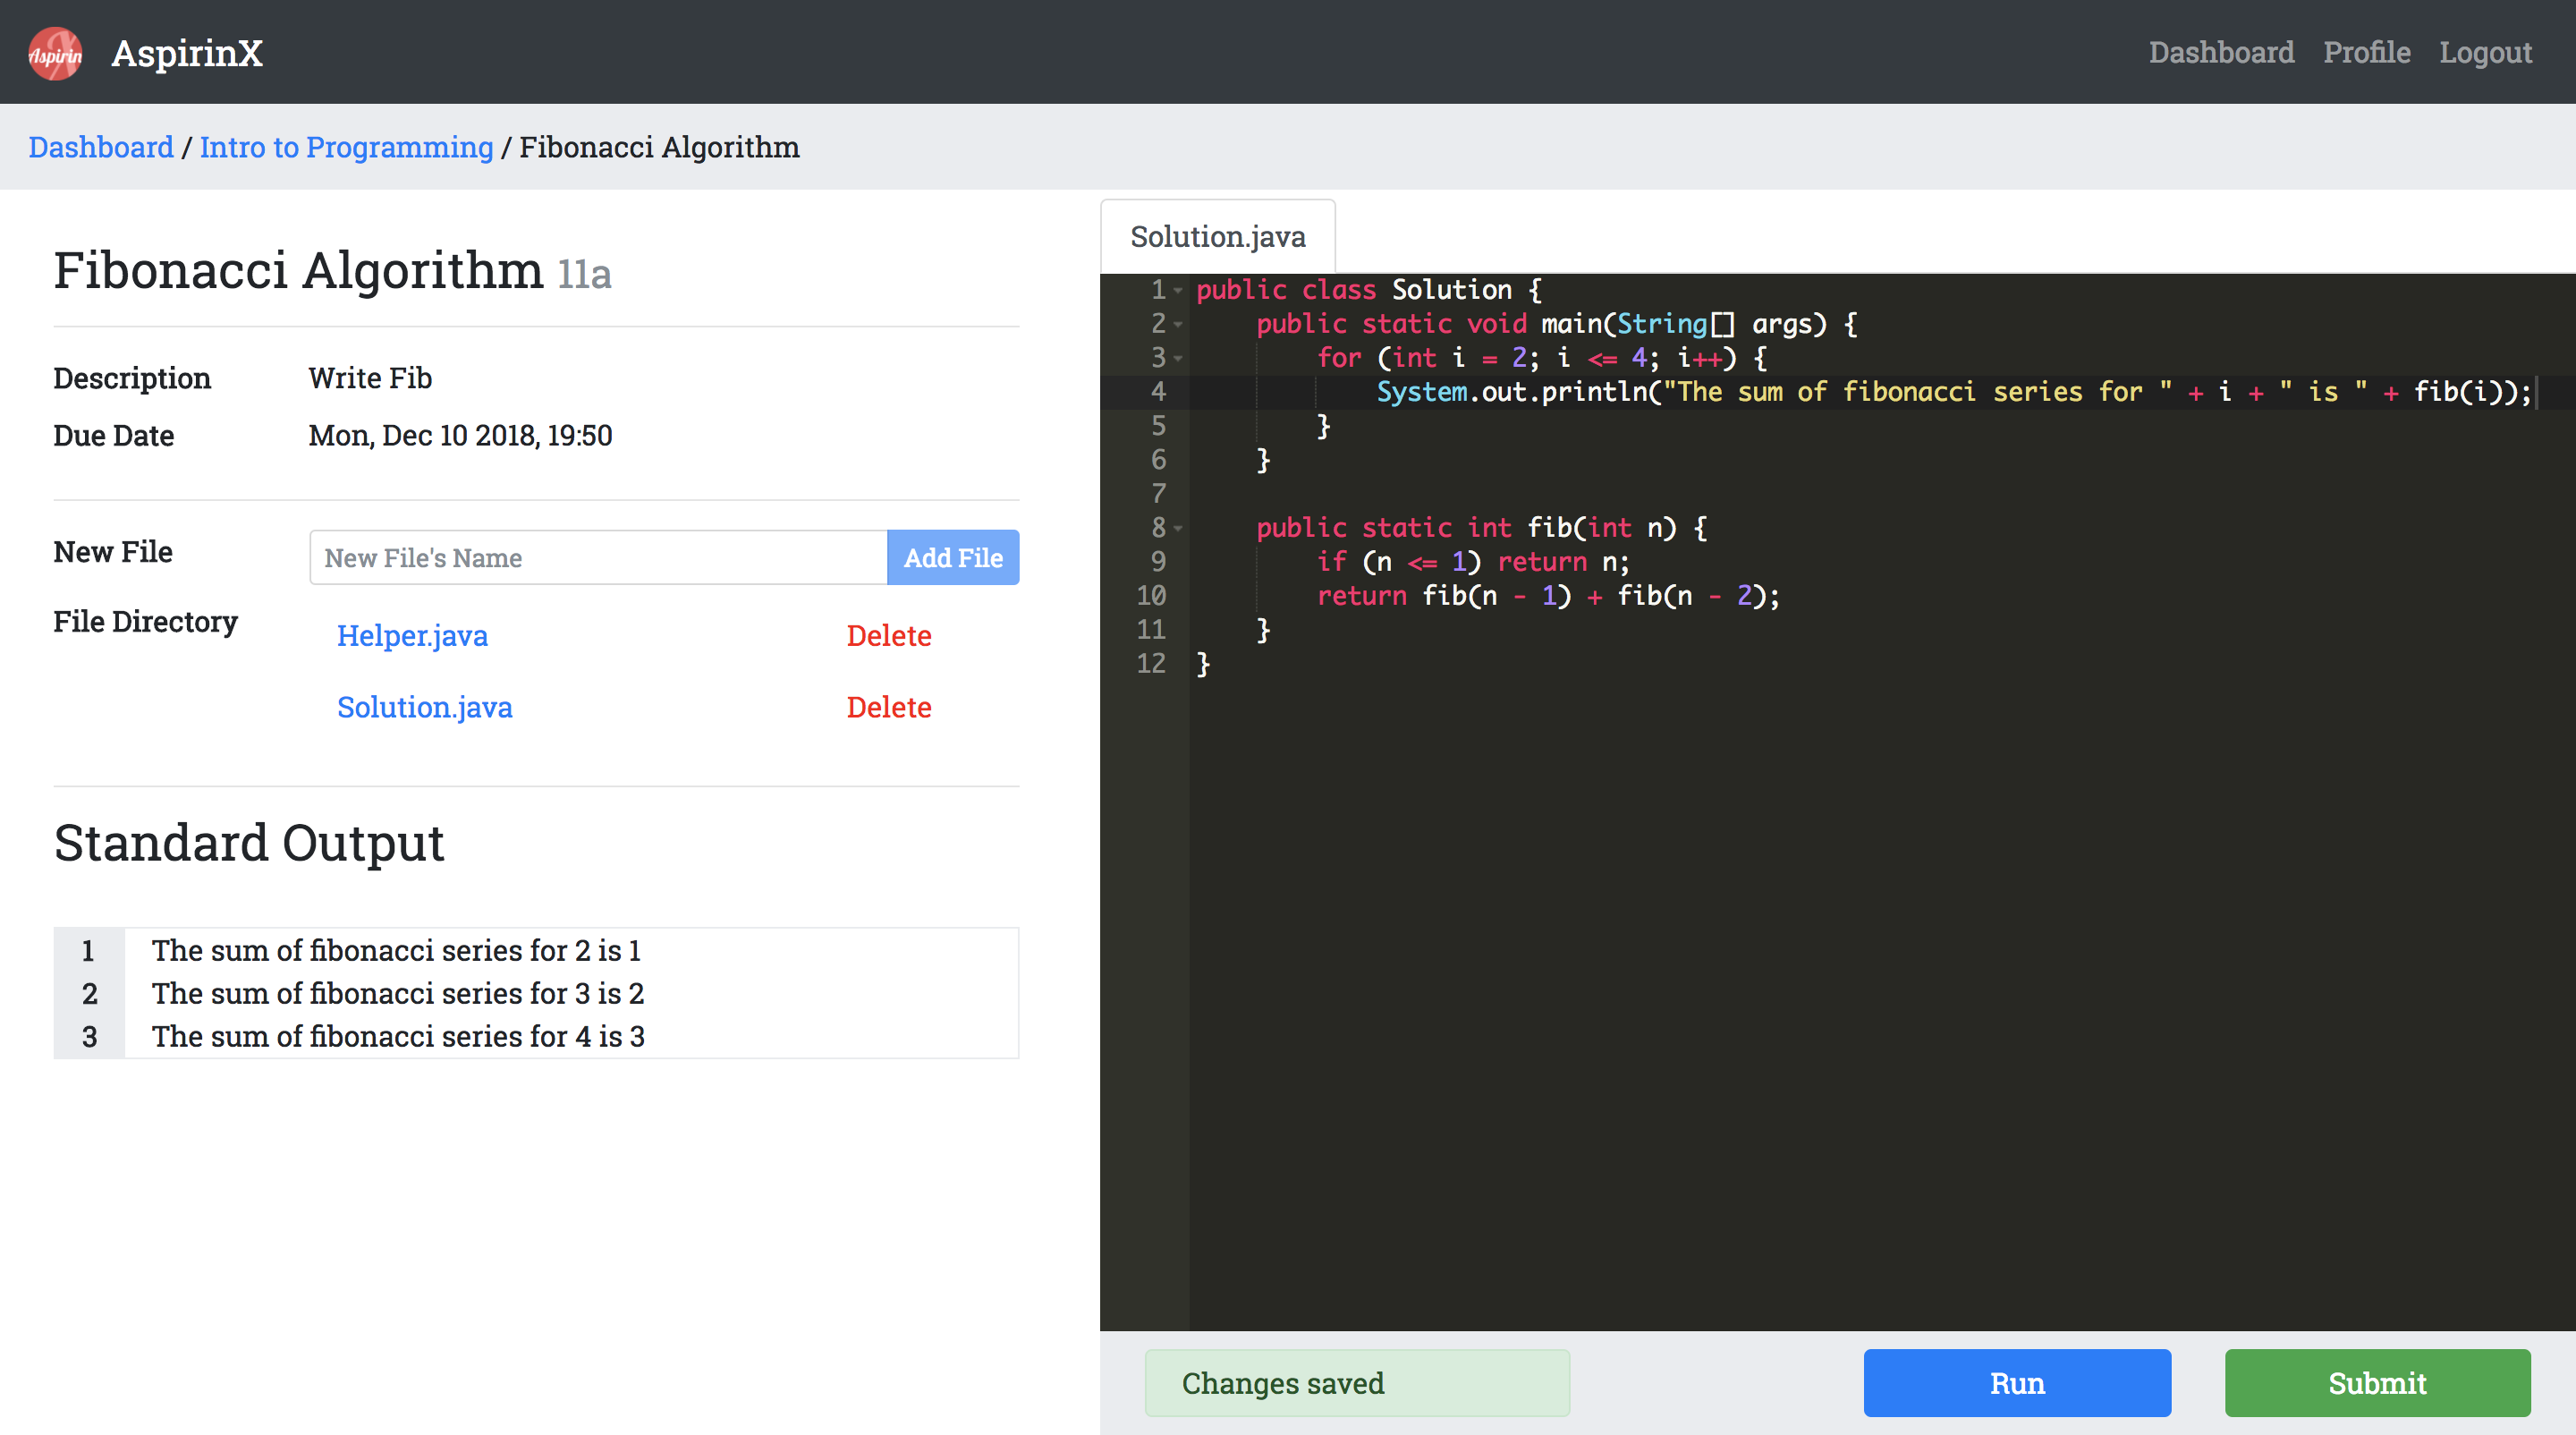 Aspirin AspirinX Dashboard Profile Logout
Dashboard / Intro to Programming / Fibonacci Algorithm
Fibonacci Algorithm 11a
Description Write Fib
Due Date Mon, Dec 10 2018, 19:50
New File New File's Name Add File
File Directory Helper.java Delete
Solution.java Delete
Standard Output
1 The sum of fibonacci series for 2 is 1
2 The sum of fibonacci series for 3 is 2
3 The sum of fibonacci series for 4 is 3
Solution.java
1 public class Solution {
2     public static void main(String[] args) {
3         for (int i = 2; i <= 4; i++) {
4             System.out.println("The sum of fibonacci series for " + i + " is " + fib(i));
5         }
6     }
7
8     public static int fib(int n) {
9         if (n <= 1) return n;
10         return fib(n - 1) + fib(n - 2);
11     }
12 }
Changes saved Run Submit